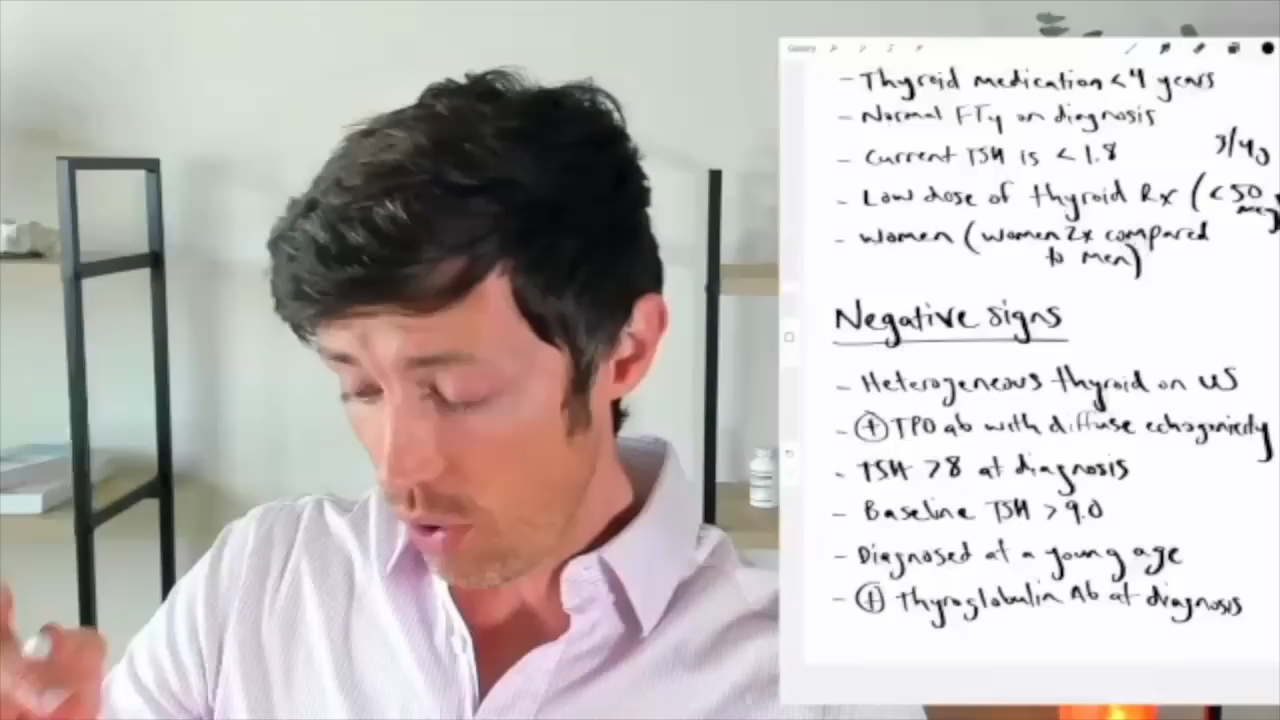 Gallery
- Thyroid medication < 4 years
- Normal FT4 on diagnosis
- Current TSH is < 1.8
- Low dose of thyroid Rx (< 50 mcg
- women (women 2x compared
to men)
Negative signs
- Heterogeneous thyroid on US
- + TPO ab with diffuse echogenicity
- TSH > 8 at diagnosis
- Baseline TSH > 9.0
- Diagnosed at a young age
- + Thyroglobulin Ab at diagnosis